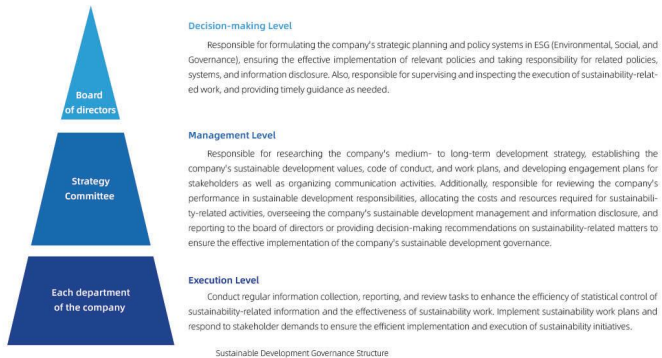 Board
of directors
Decision-making Level
Responsible for formulating the company's strategic planning and policy systems in ESG (Environmental, Social, and
Governance), ensuring the effective implementation of relevant policies and taking responsibility for related policies,
systems, and information disclosure. Also, responsible for supervising and inspecting the execution of sustainability-relat-
ed work, and providing timely guidance as needed.
Strategy
Committee
Management Level
Responsible for researching the company's medium- to long-term development strategy, establishing the
company's sustainable development values, code of conduct, and work plans, and developing engagement plans for
stakeholders as well as organizing communication activities. Additionally, responsible for reviewing the company's
performance in sustainable development responsibilities, allocating the costs and resources required for sustainabili-
ty-related activities, overseeing the company's sustainable development management and information disclosure, and
reporting to the board of directors or providing decision-making recommendations on sustainability-related matters to
ensure the effective implementation of the company's sustainable development governance.
Each department
of the company
Execution Level
Conduct regular information collection, reporting, and review tasks to enhance the efficiency of statistical control of
sustainability-related information and the effectiveness of sustainability work. Implement sustainability work plans and
respond to stakeholder demands to ensure the efficient implementation and execution of sustainability initiatives.
Sustainable Development Governance Structure